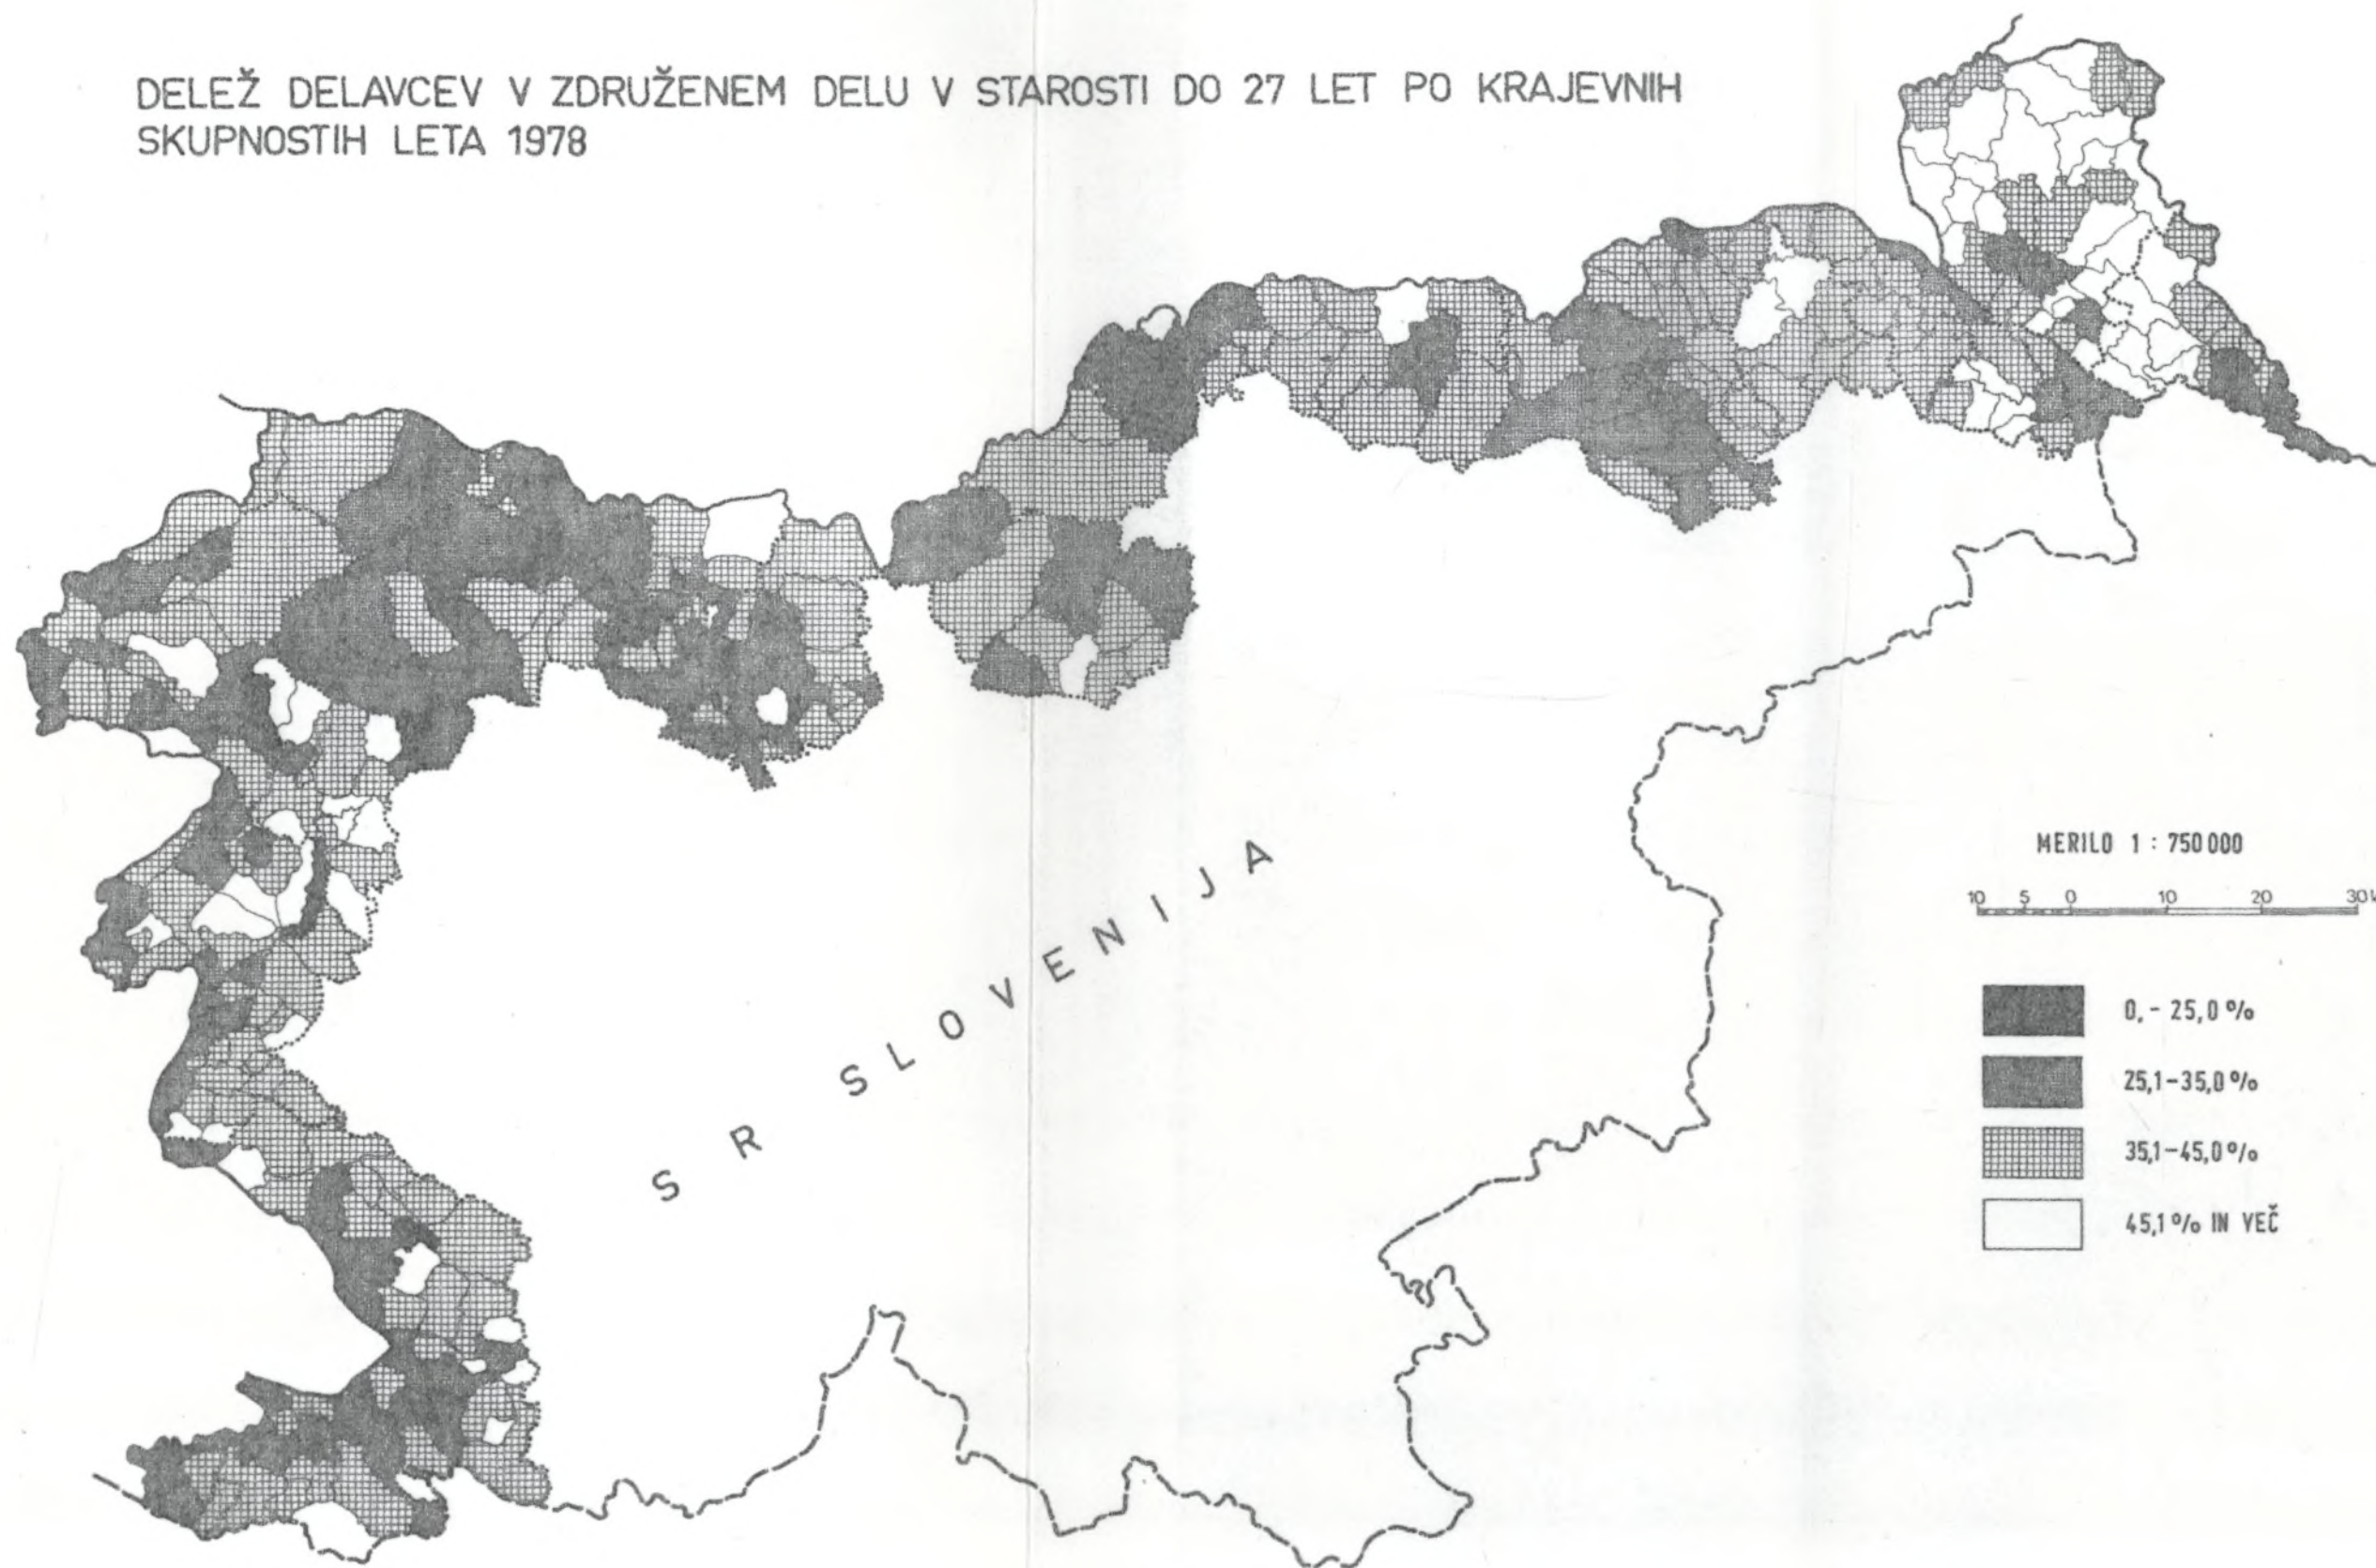 DELEŽ DELAVCEV V ZDRUŽENEM DELU V STAROSTI DO 27 LET PO KRAJEVNIH
SKUPNOSTIH LETA 1978
SR SLOVENIJA
MERILO 1 : 750 000
10 5 0 10 20 30
0,- 25,0 %
25,1-35,0 %
35,1-45,0 %
45,1 % IN VEČ